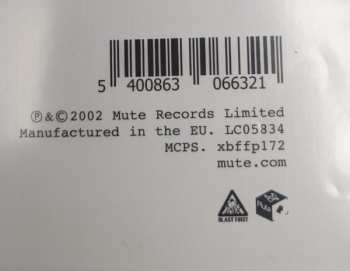 5 400863 066321
℗&©2002 Mute Records Limited
Manufactured in the EU. LC05834
MCPS. xbffp172
mute.com
BLAST FIRST